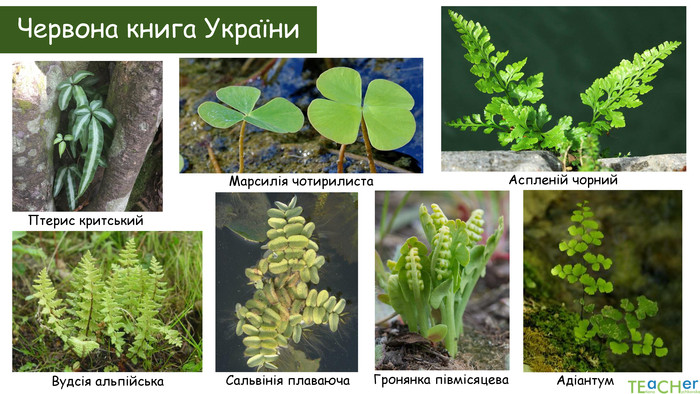 Червона книга України
Марсилія чотирилиста
Аспленій чорний
Птерис критський
Вудсія альпійська
Сальвінія плаваюча
Гронянка півмісяцева
Адіантум
TEACHer